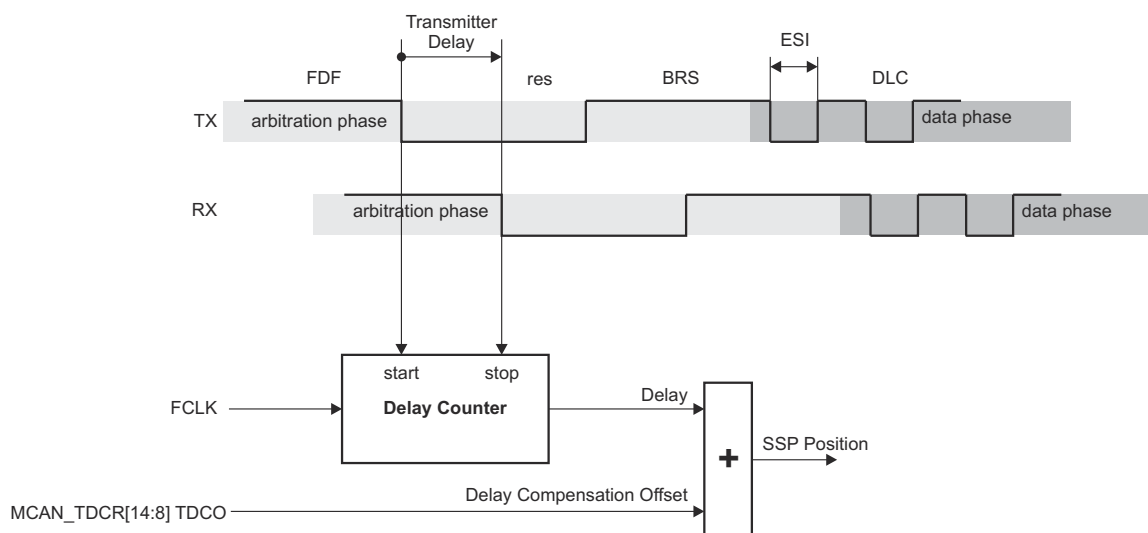 Transmitter
Delay
ESI
FDF
res
BRS
DLC
TX
arbitration phase
data phase
RX
arbitration phase
data phase
start
stop
FCLK
Delay Counter
Delay
+
SSP Position
Delay Compensation Offset
MCAN_TDCR[14:8] TDCO